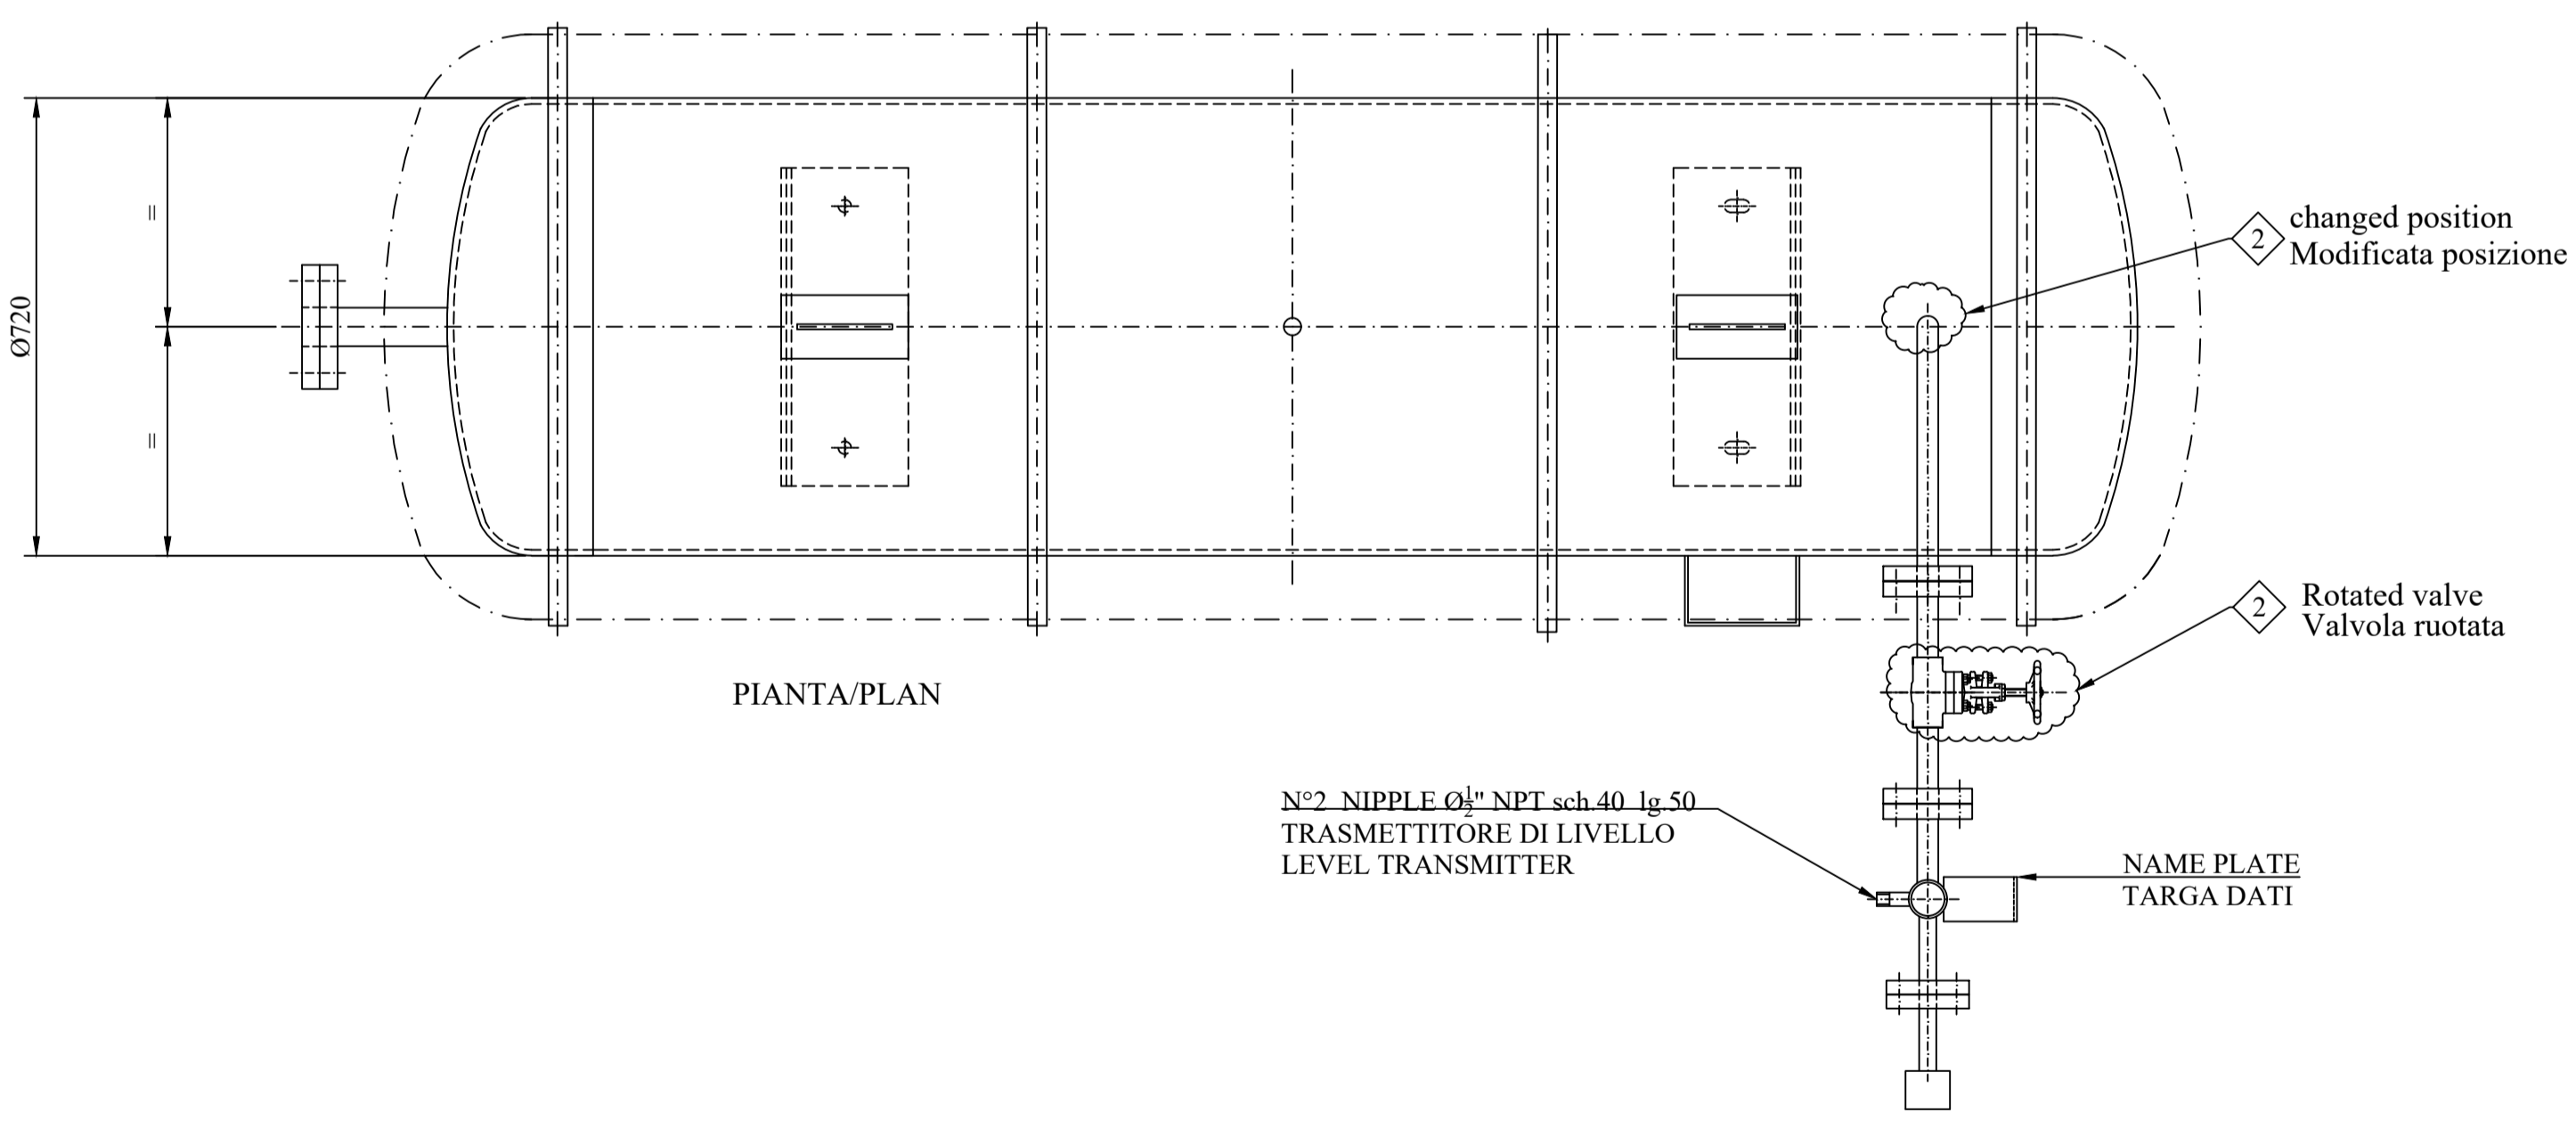 changed position
2
Modificata posizione
=
Ø720
=
Rotated valve
2
Valvola ruotata
PIANTA/PLAN
N°2 NIPPLE Ø1/2" NPT sch.40 lg.50
TRASMETTITORE DI LIVELLO
LEVEL TRANSMITTER
NAME PLATE
TARGA DATI